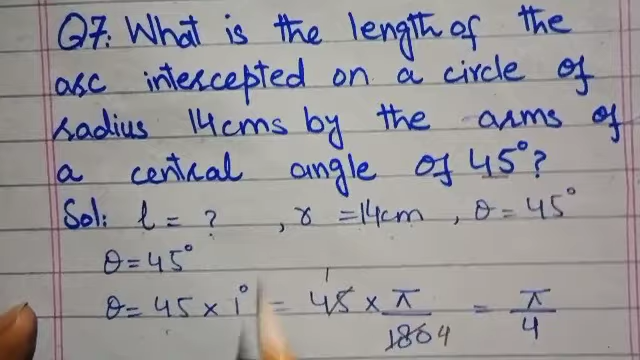 Q7: What is the length of the
arc intercepted on a circle of
radius 14cms by the arms of
a central angle of 45°?
Sol: l = ? , r = 14cm , θ = 45°
θ = 45°
θ = 45 × 1° = 45 × π/180 = π/4
1 4